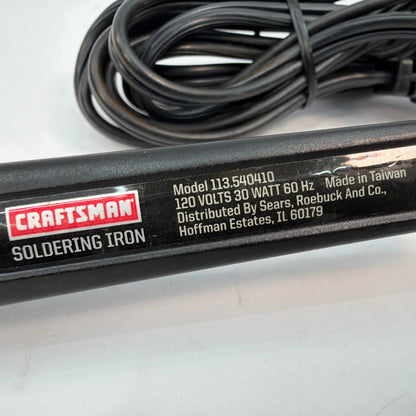 CRAFTSMAN
SOLDERING IRON
Model 113.540410
120 VOLTS 30 WATT 60 Hz Made in Taiwan
Distributed By Sears, Roebuck And Co.,
Hoffman Estates, IL 60179